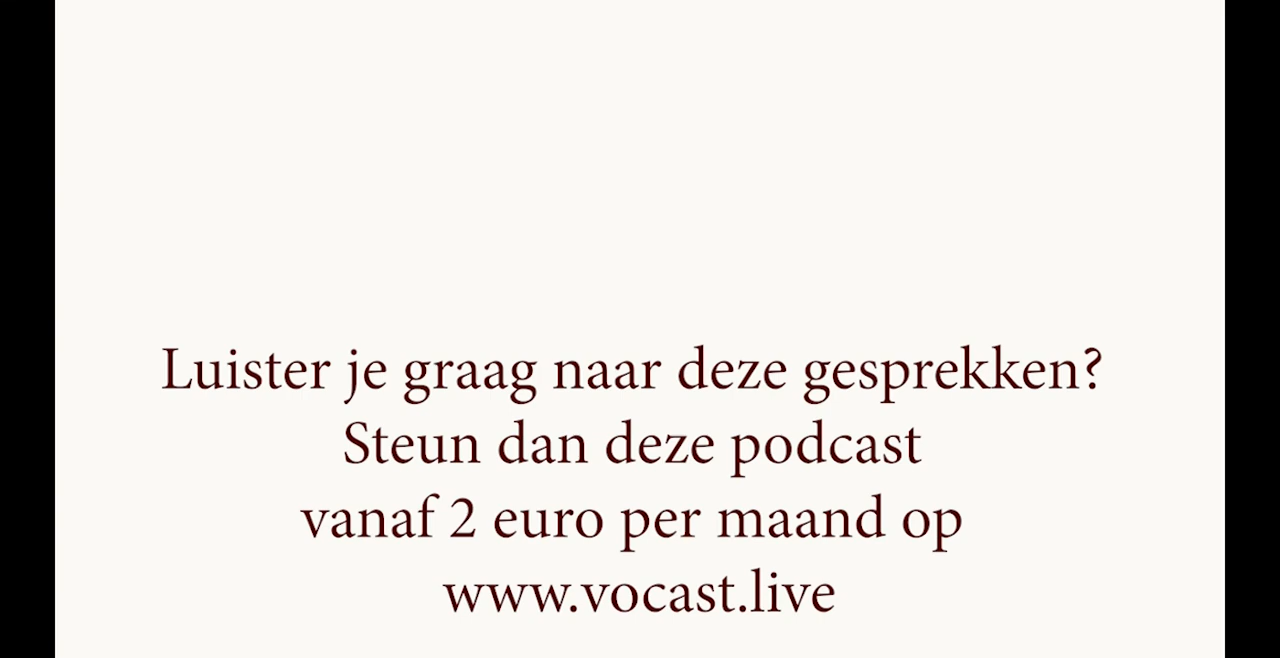 Luister je graag naar deze gesprekken?
Steun dan deze podcast
vanaf 2 euro per maand op
www.vocast.live